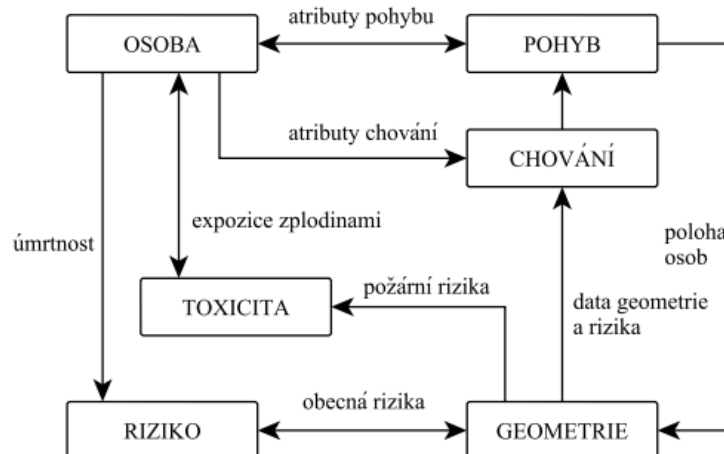 atributy pohybu
OSOBA
POHYB
atributy chování
CHOVÁNÍ
expozice zplodinami
úmrtnost
poloha
osob
požární rizika
TOXICITA
data geometrie
a rizika
obecná rizika
RIZIKO
GEOMETRIE